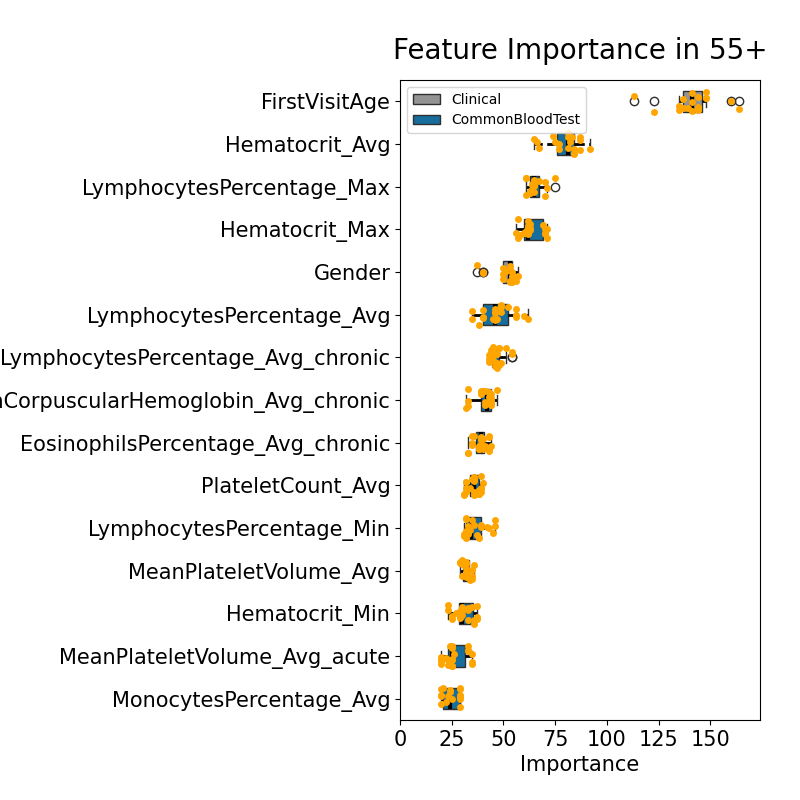 Feature Importance in 55+
Clinical
CommonBloodTest
FirstVisitAge
Hematocrit_Avg
LymphocytesPercentage_Max
Hematocrit_Max
Gender
LymphocytesPercentage_Avg
LymphocytesPercentage_Avg_chronic
CorpuscularHemoglobin_Avg_chronic
EosinophilsPercentage_Avg_chronic
PlateletCount_Avg
LymphocytesPercentage_Min
MeanPlateletVolume_Avg
Hematocrit_Min
MeanPlateletVolume_Avg_acute
MonocytesPercentage_Avg
0 25 50 75 100 125 150
Importance